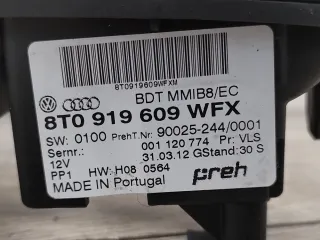 8T0919609WFXM
BDT MMIB8/EC
8T0 919 609 WFX
SW: 0100 PrehT.Nr: 90025-244/0001
Sernr.: 001 120 774 Pr: VLS
12V 31.03.12 GStand: 30 S
PP1 HW: H08 0564
MADE IN Portugal preh